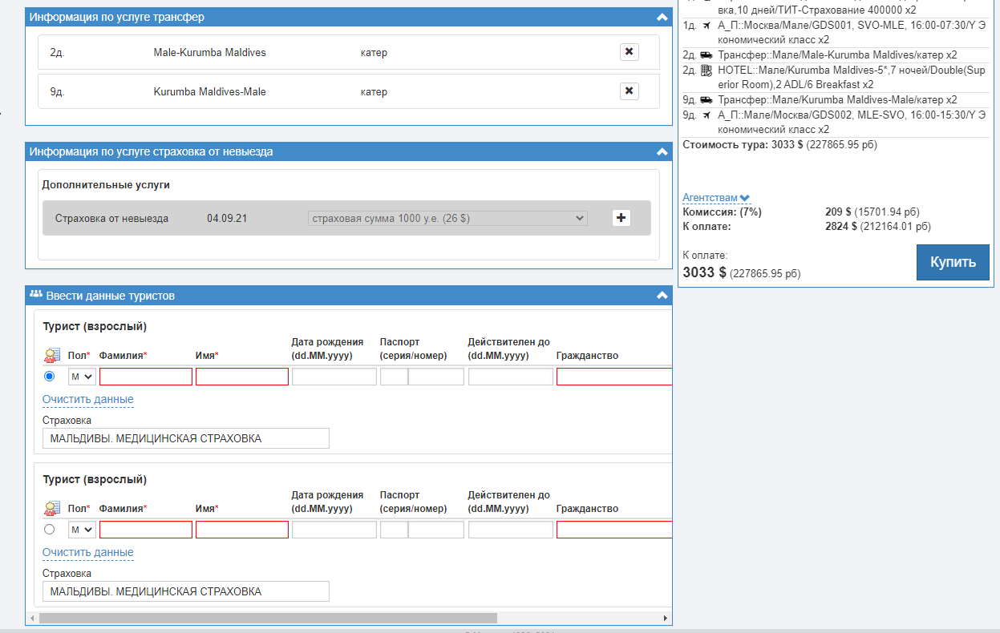 Информация по услуге трансфер
2д. Male-Kurumba Maldives катер
9д. Kurumba Maldives-Male катер
Информация по услуге страховка от невыезда
Дополнительные услуги
Страховка от невыезда 04.09.21 страховая сумма 1000 у.е. (26 $)
Ввести данные туристов
Турист (взрослый)
Дата рождения Паспорт Действителен до
Пол* Фамилия* Имя* (dd.MM.yyyy) (серия/номер) (dd.MM.yyyy) Гражданство
М
Очистить данные
Страховка
МАЛЬДИВЫ. МЕДИЦИНСКАЯ СТРАХОВКА
Турист (взрослый)
Дата рождения Паспорт Действителен до
Пол* Фамилия* Имя* (dd.MM.yyyy) (серия/номер) (dd.MM.yyyy) Гражданство
М
Очистить данные
Страховка
МАЛЬДИВЫ. МЕДИЦИНСКАЯ СТРАХОВКА
вка,10 дней/ТИТ-Страхование 400000 x2
1д. А_П::Москва/Мале/GDS001, SVO-MLE, 16:00-07:30/Y Э
кономический класс x2
2д. Трансфер::Мале/Male-Kurumba Maldives/катер x2
2д. HOTEL::Мале/Kurumba Maldives-5*,7 ночей/Double(Sup
erior Room),2 ADL/6 Breakfast x2
9д. Трансфер::Мале/Kurumba Maldives-Male/катер x2
9д. А_П::Мале/Москва/GDS002, MLE-SVO, 16:00-15:30/Y Э
кономический класс x2
Стоимость тура: 3033 $ (227865.95 рб)
Агентствам
Комиссия: (7%) 209 $ (15701.94 рб)
К оплате: 2824 $ (212164.01 рб)
К оплате:
3033 $ (227865.95 рб)
Купить